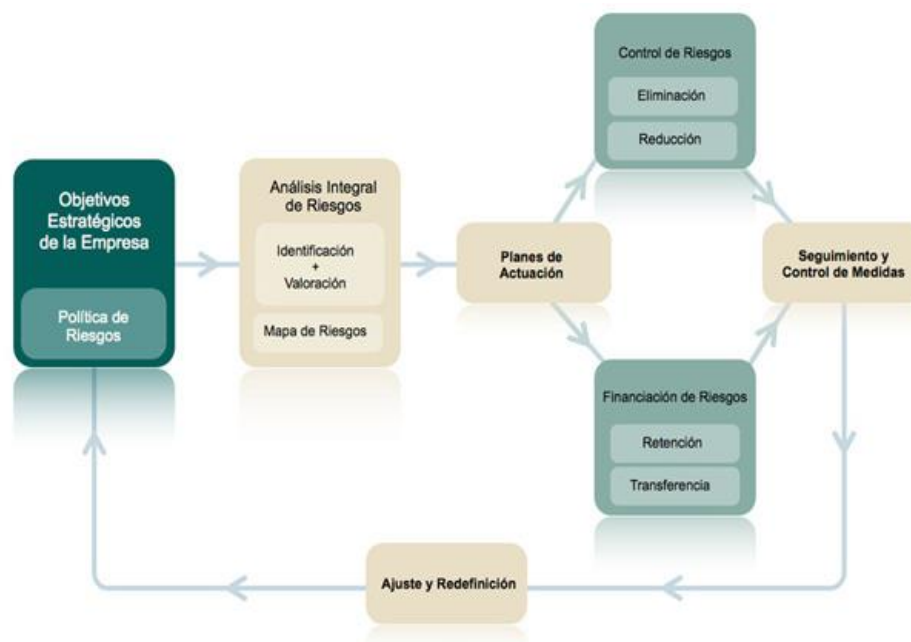 Objetivos
Estratégicos
de la Empresa
Política de
Riesgos
Análisis Integral
de Riesgos
Identificación
+
Valoración
Mapa de Riesgos
Planes de
Actuación
Control de Riesgos
Eliminación
Reducción
Financiación de Riesgos
Retención
Transferencia
Seguimiento y
Control de Medidas
Ajuste y Redefinición